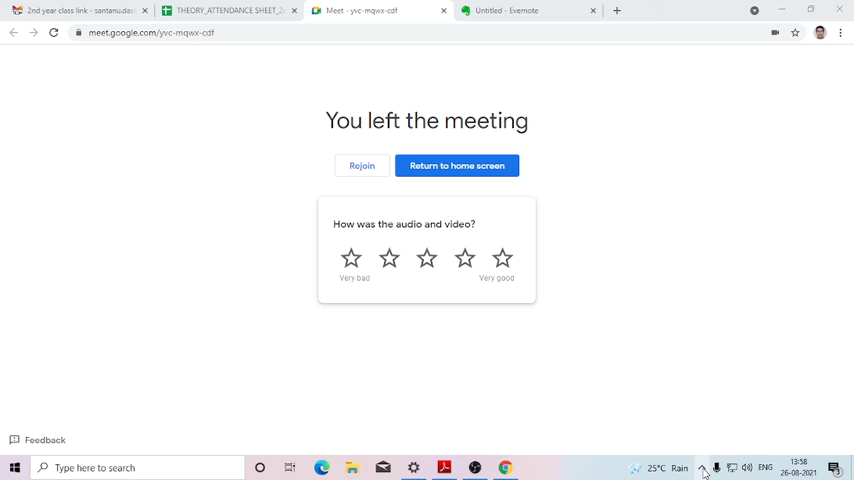 2nd year class link - santanu.das
THEORY_ATTENDANCE SHEET_2
Meet - yvc-mqwx-cdf
Untitled - Evernote
meet.google.com/yvc-mqwx-cdf
You left the meeting
Rejoin
Return to home screen
How was the audio and video?
Very bad
Very good
Feedback
Type here to search
25°C Rain
ENG
13:58
26-08-2021
3